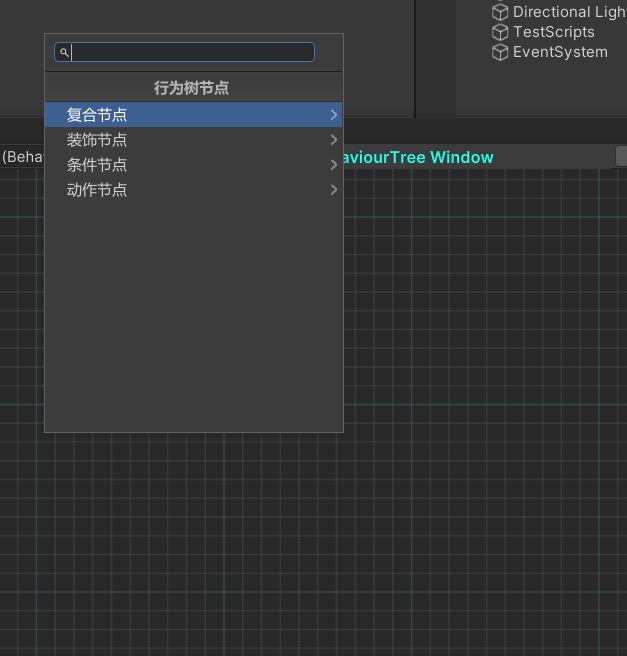 Directional Ligh
TestScripts
EventSystem
行为树节点
复合节点
装饰节点
条件节点
动作节点
(Beha
aviourTree Window